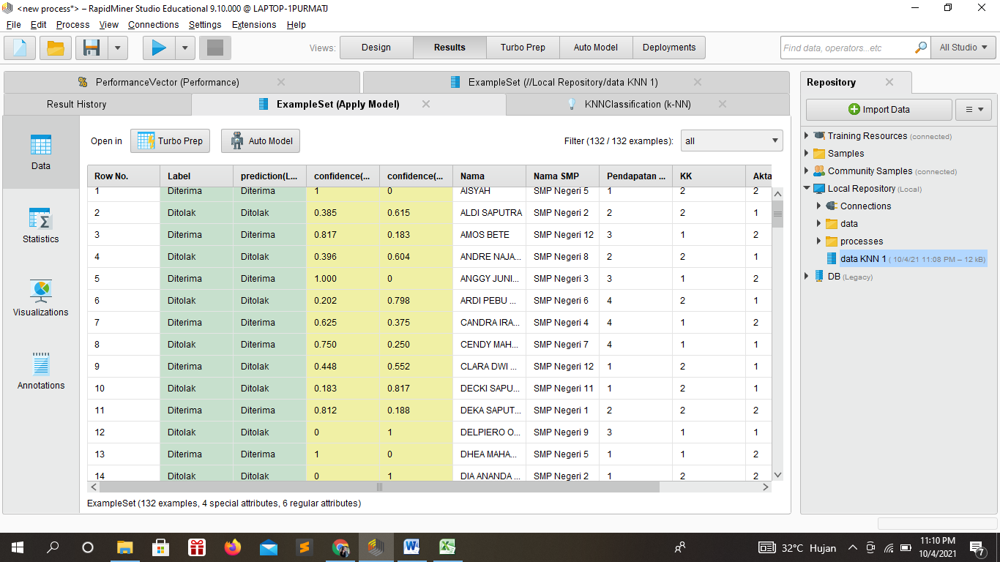 <new process*> – RapidMiner Studio Educational 9.10.000 @ LAPTOP-1PURMATJ
File Edit Process View Connections Settings Extensions Help
Views: Design Results Turbo Prep Auto Model Deployments Find data, operators...etc All Studio
PerformanceVector (Performance) ExampleSet (//Local Repository/data KNN 1)
Result History ExampleSet (Apply Model) KNNClassification (k-NN)
Data
Statistics
Visualizations
Annotations
Open in Turbo Prep Auto Model Filter (132 / 132 examples): all
Row No. Label prediction(L... confidence(... confidence(... Nama Nama SMP Pendapatan ... KK Akta
1 Diterima Diterima 1 0 AISYAH SMP Negeri 5 1 2 2
2 Ditolak Ditolak 0.385 0.615 ALDI SAPUTRA SMP Negeri 2 2 2 1
3 Diterima Diterima 0.817 0.183 AMOS BETE SMP Negeri 12 3 1 2
4 Ditolak Ditolak 0.396 0.604 ANDRE NAJA... SMP Negeri 8 2 2 1
5 Diterima Diterima 1.000 0 ANGGY JUNI... SMP Negeri 3 3 1 2
6 Ditolak Ditolak 0.202 0.798 ARDI PEBU ... SMP Negeri 6 4 2 1
7 Diterima Diterima 0.625 0.375 CANDRA IRA... SMP Negeri 4 4 1 2
8 Ditolak Diterima 0.750 0.250 CENDY MAH... SMP Negeri 7 4 1 1
9 Ditolak Ditolak 0.448 0.552 CLARA DWI ... SMP Negeri 12 1 2 1
10 Ditolak Ditolak 0.183 0.817 DECKI SAPU... SMP Negeri 11 1 2 1
11 Diterima Diterima 0.812 0.188 DEKA SAPUT... SMP Negeri 1 2 2 2
12 Ditolak Ditolak 0 1 DELPIERO O... SMP Negeri 9 3 1 1
13 Diterima Diterima 1 0 DHEA MAHA... SMP Negeri 5 1 1 2
14 Ditolak Ditolak 0 1 DIA ANANDA ... SMP Negeri 2 1 2 2
ExampleSet (132 examples, 4 special attributes, 6 regular attributes)
Repository
Import Data
Training Resources (connected)
Samples
Community Samples (connected)
Local Repository (Local)
Connections
data
processes
data KNN 1 ( 10/4/21 11:08 PM – 12 kB)
DB (Legacy)
32°C Hujan 11:10 PM
10/4/2021 7